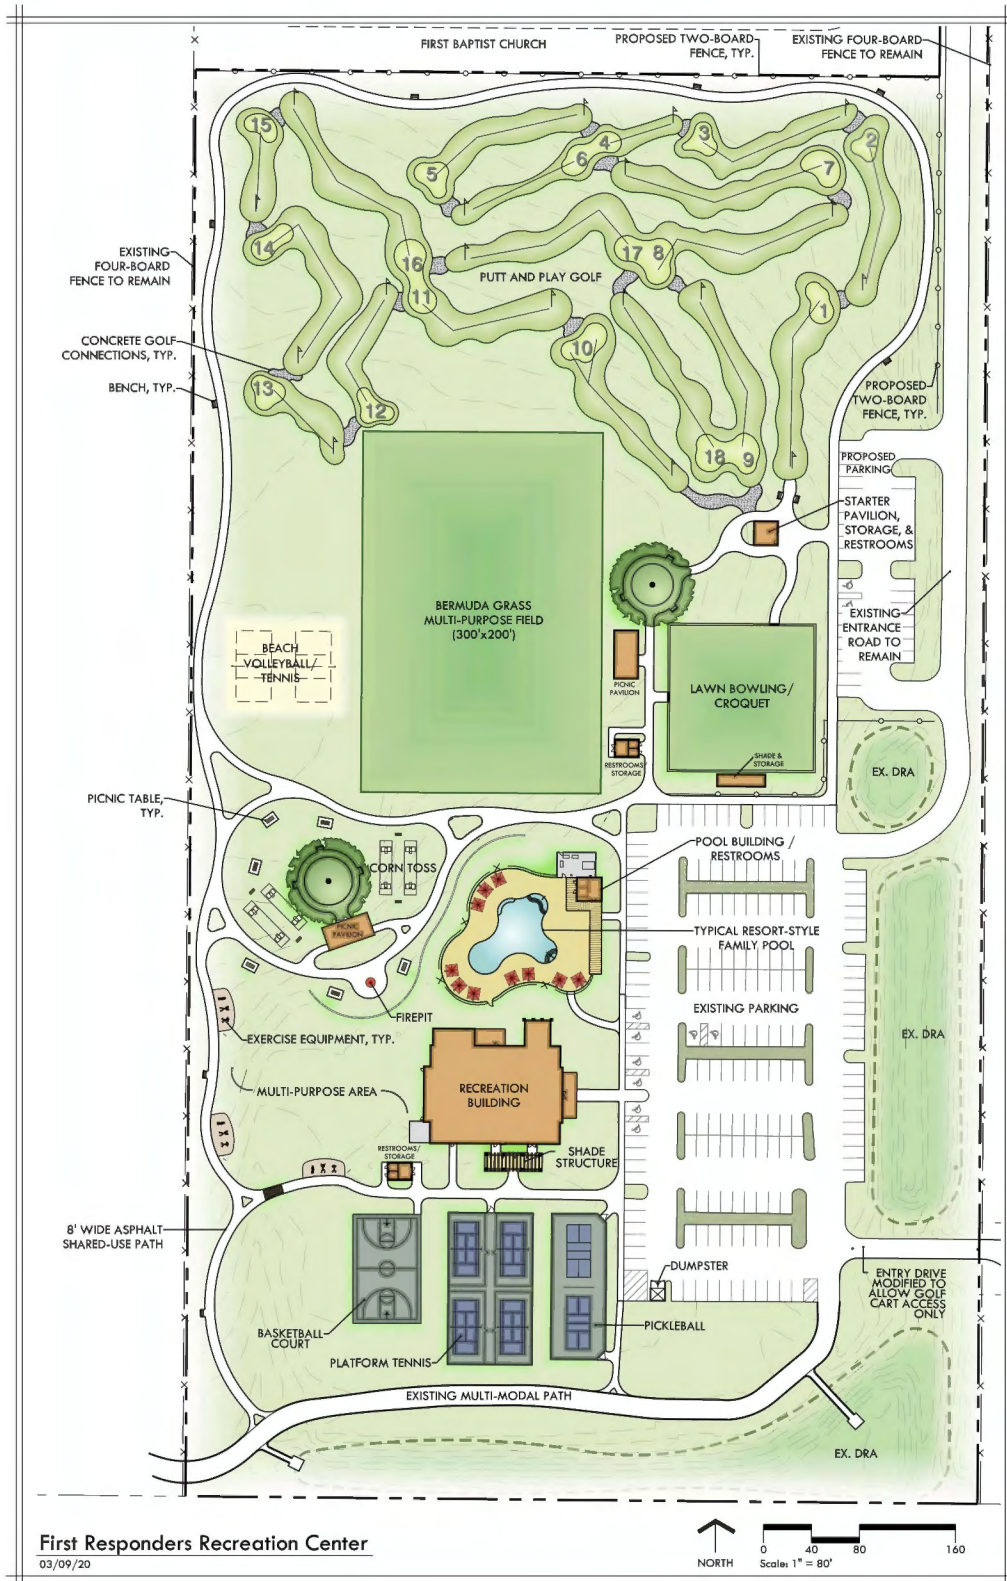 FIRST BAPTIST CHURCH
PROPOSED TWO-BOARD
FENCE, TYP.
EXISTING FOUR-BOARD
FENCE TO REMAIN
15
5
4
6
3
2
7
14
16
17
8
PUTT AND PLAY GOLF
11
1
10
13
12
18
9
EXISTING
FOUR-BOARD
FENCE TO REMAIN
CONCRETE GOLF
CONNECTIONS, TYP.
BENCH, TYP.
PROPOSED
TWO-BOARD
FENCE, TYP.
PROPOSED
PARKING
STARTER
PAVILION,
STORAGE, &
RESTROOMS
EXISTING
ENTRANCE
ROAD TO
REMAIN
BERMUDA GRASS
MULTI-PURPOSE FIELD
(300'x200')
BEACH
VOLLEYBALL/
TENNIS
PICNIC
PAVILION
LAWN BOWLING/
CROQUET
RESTROOMS/
STORAGE
SHADE &
STORAGE
EX. DRA
PICNIC TABLE,
TYP.
CORN TOSS
PICNIC
PAVILION
POOL BUILDING /
RESTROOMS
TYPICAL RESORT-STYLE
FAMILY POOL
FIREPIT
EXISTING PARKING
EX. DRA
EXERCISE EQUIPMENT, TYP.
MULTI-PURPOSE AREA
RECREATION
BUILDING
RESTROOMS/
STORAGE
SHADE
STRUCTURE
8' WIDE ASPHALT
SHARED-USE PATH
DUMPSTER
ENTRY DRIVE
MODIFIED TO
ALLOW GOLF
CART ACCESS
ONLY
BASKETBALL
COURT
PLATFORM TENNIS
PICKLEBALL
EXISTING MULTI-MODAL PATH
EX. DRA
First Responders Recreation Center
03/09/20
NORTH
0 40 80 160
Scale: 1" = 80'